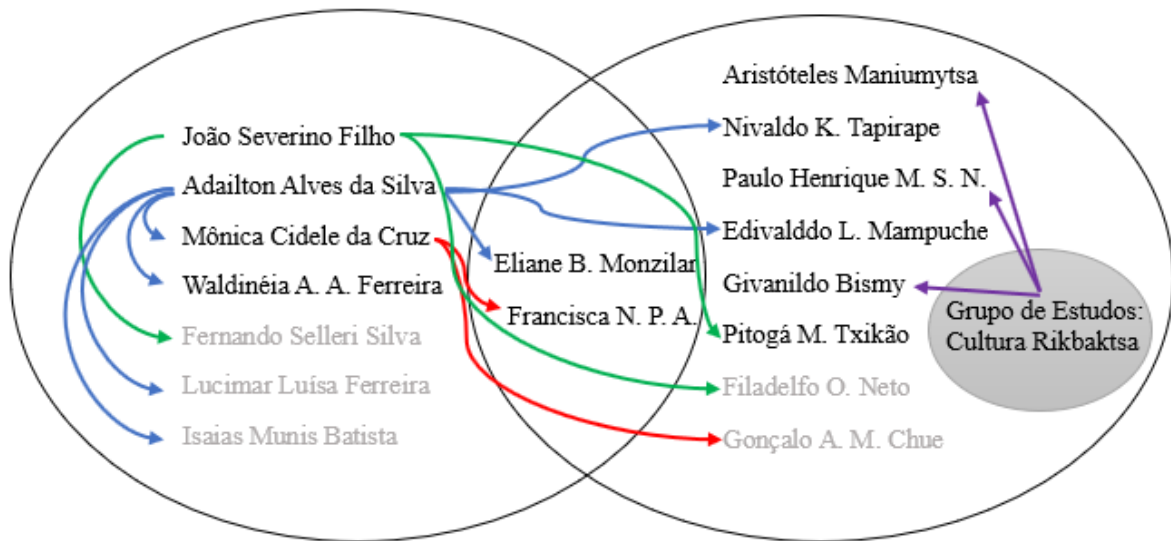 João Severino Filho
Adailton Alves da Silva
Mônica Cidele da Cruz
Waldinéia A. A. Ferreira
Fernando Selleri Silva
Lucimar Luísa Ferreira
Isaias Munis Batista
Eliane B. Monzilar
Francisca N. P. A.
Aristóteles Maniumytsa
Nivaldo K. Tapirape
Paulo Henrique M. S. N.
Edivalddo L. Mampuche
Givanildo Bismy
Pitogá M. Txikão
Filadelfo O. Neto
Gonçalo A. M. Chue
Grupo de Estudos:
Cultura Rikbaktsa